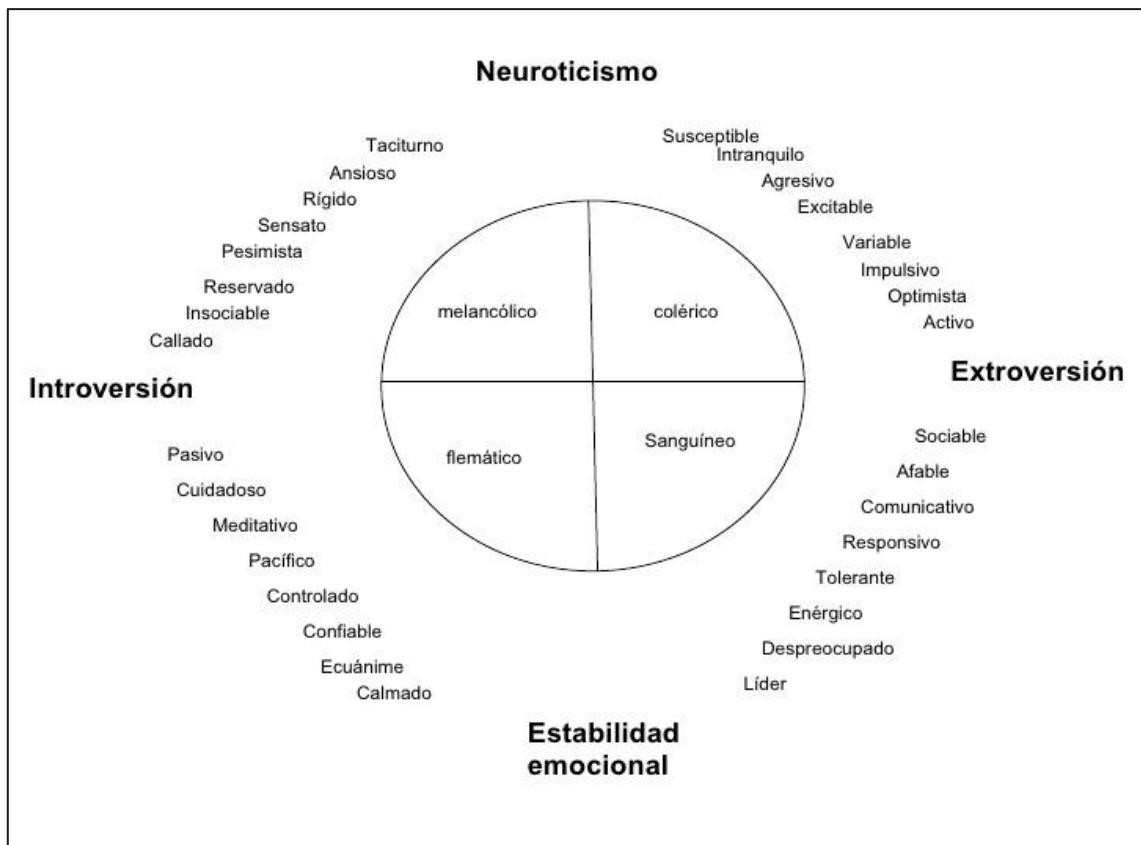 Neuroticismo
Taciturno
Ansioso
Rígido
Sensato
Pesimista
Reservado
Insociable
Callado
Susceptible
Intranquilo
Agresivo
Excitable
Variable
Impulsivo
Optimista
Activo
melancólico
colérico
Introversión
Extroversión
flemático
Sanguíneo
Pasivo
Cuidadoso
Meditativo
Pacífico
Controlado
Confiable
Ecuánime
Calmado
Sociable
Afable
Comunicativo
Responsivo
Tolerante
Enérgico
Despreocupado
Líder
Estabilidad
emocional